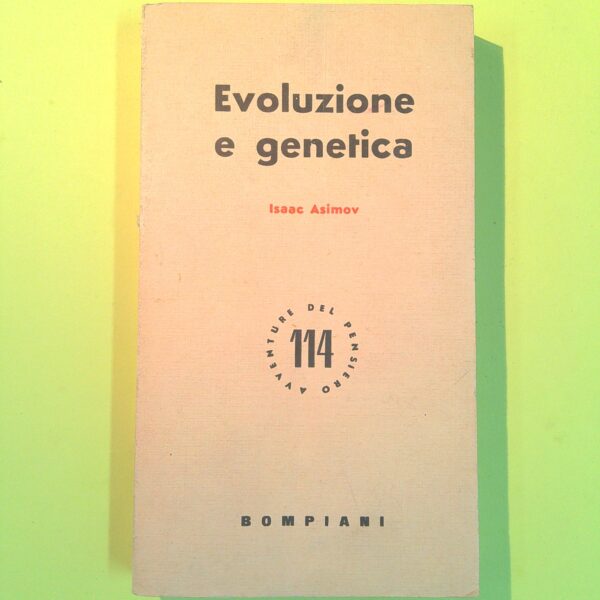 Evoluzione
e genetica
Isaac Asimov
AVVENTURE DEL PENSIERO
114
BOMPIANI